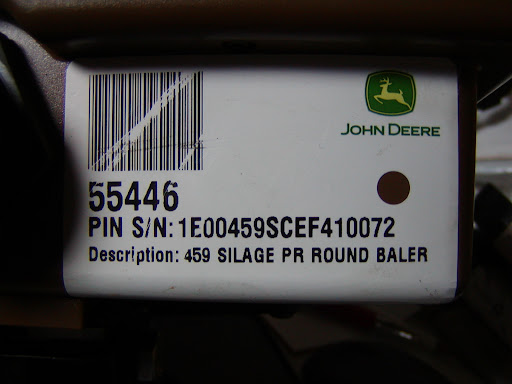 JOHN DEERE
55446
PIN S/N: 1E00459SCEF410072
Description: 459 SILAGE PR ROUND BALER